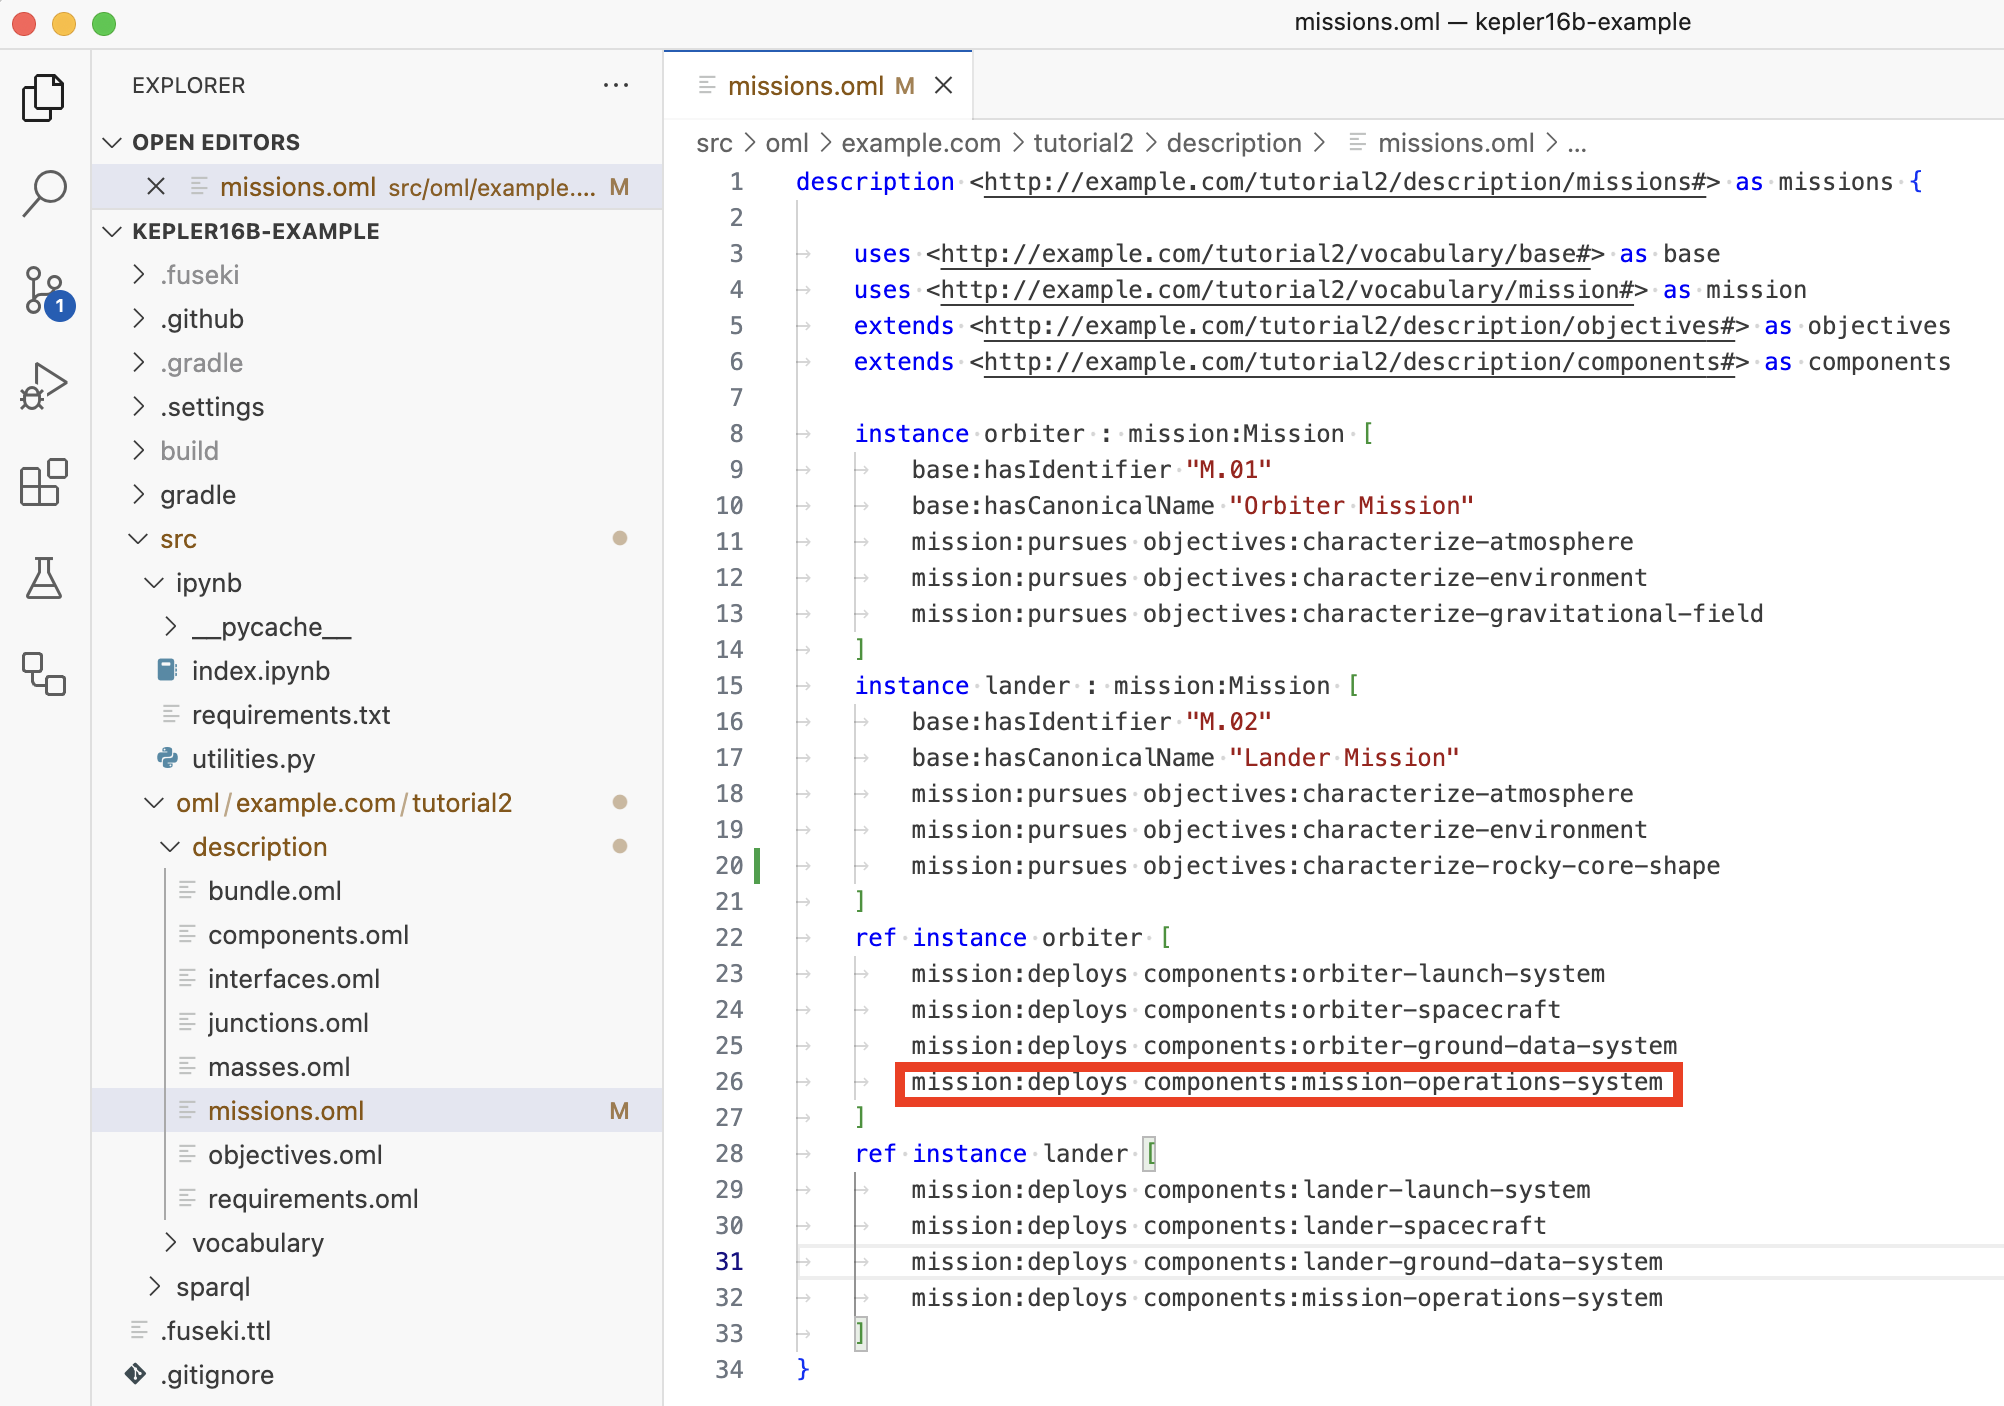 missions.oml — kepler16b-example
EXPLORER
OPEN EDITORS
missions.oml src/oml/example.... M
KEPLER16B-EXAMPLE
.fuseki
.github
.gradle
.settings
build
gradle
src
ipynb
__pycache__
index.ipynb
requirements.txt
utilities.py
oml/example.com/tutorial2
description
bundle.oml
components.oml
interfaces.oml
junctions.oml
masses.oml
missions.oml M
objectives.oml
requirements.oml
vocabulary
sparql
.fuseki.ttl
.gitignore
1
missions.oml M
src > oml > example.com > tutorial2 > description > missions.oml > ...
1 description <http://example.com/tutorial2/description/missions#> as missions {
2
3 uses <http://example.com/tutorial2/vocabulary/base#> as base
4 uses <http://example.com/tutorial2/vocabulary/mission#> as mission
5 extends <http://example.com/tutorial2/description/objectives#> as objectives
6 extends <http://example.com/tutorial2/description/components#> as components
7
8 instance orbiter : mission:Mission [
9 base:hasIdentifier "M.01"
10 base:hasCanonicalName "Orbiter Mission"
11 mission:pursues objectives:characterize-atmosphere
12 mission:pursues objectives:characterize-environment
13 mission:pursues objectives:characterize-gravitational-field
14 ]
15 instance lander : mission:Mission [
16 base:hasIdentifier "M.02"
17 base:hasCanonicalName "Lander Mission"
18 mission:pursues objectives:characterize-atmosphere
19 mission:pursues objectives:characterize-environment
20 mission:pursues objectives:characterize-rocky-core-shape
21 ]
22 ref instance orbiter [
23 mission:deploys components:orbiter-launch-system
24 mission:deploys components:orbiter-spacecraft
25 mission:deploys components:orbiter-ground-data-system
26 mission:deploys components:mission-operations-system
27 ]
28 ref instance lander [
29 mission:deploys components:lander-launch-system
30 mission:deploys components:lander-spacecraft
31 mission:deploys components:lander-ground-data-system
32 mission:deploys components:mission-operations-system
33 ]
34 }